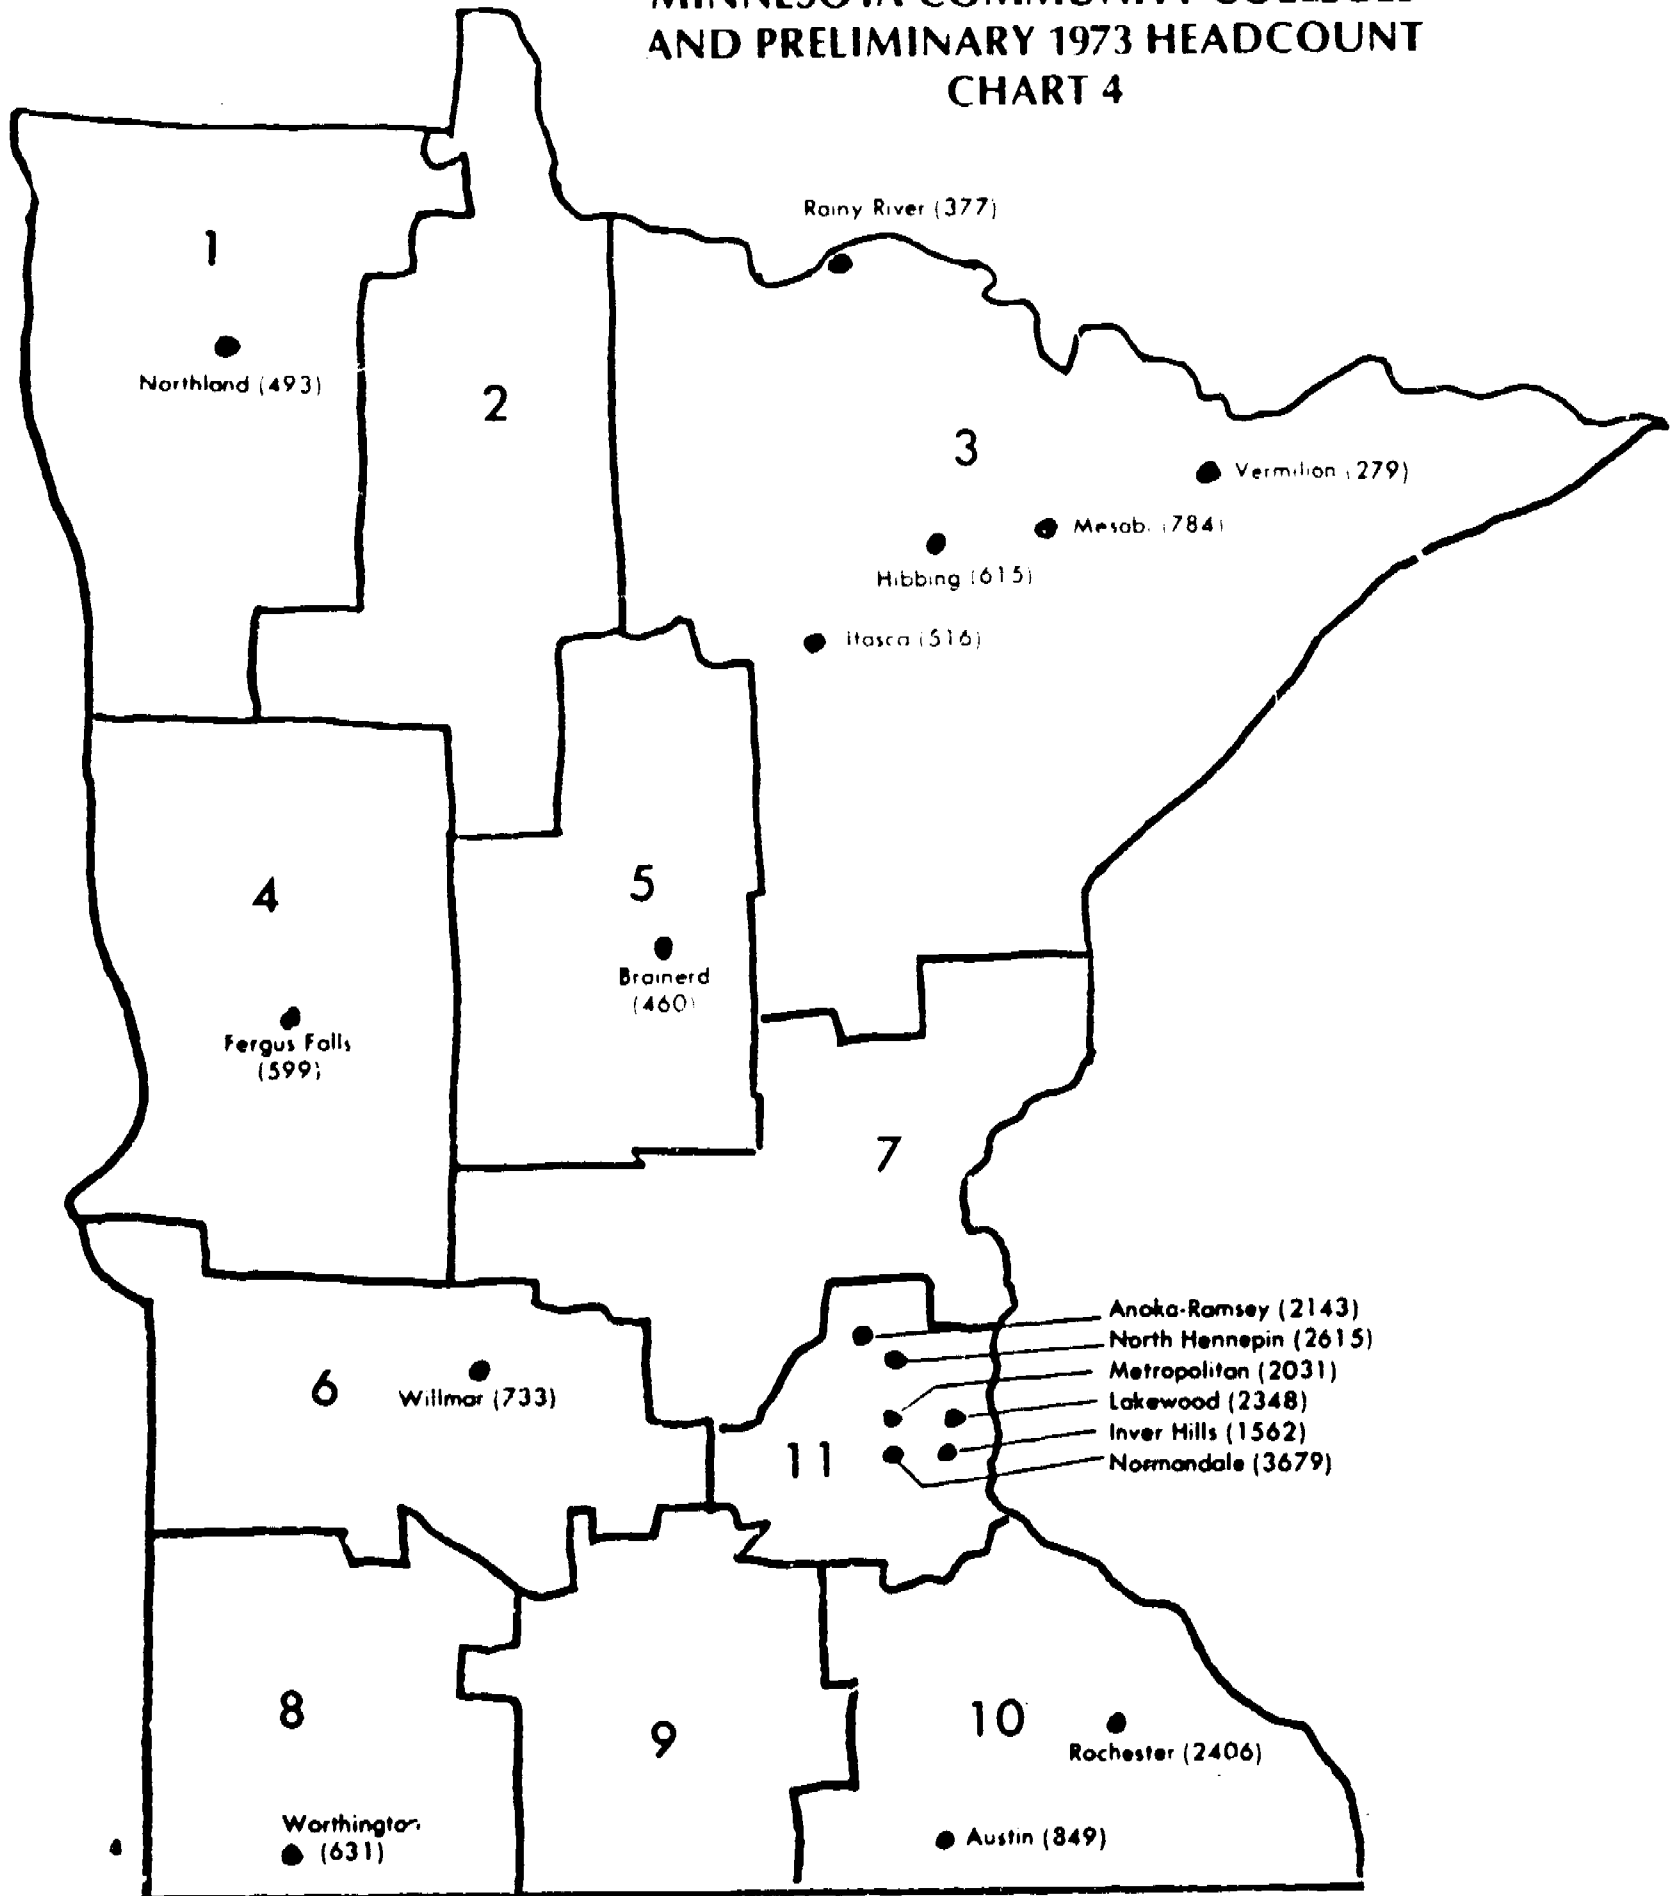 AND PRELIMINARY 1973 HEADCOUNT
CHART 4
Rainy River (377)
1
Northland (493)
2
3
Vermilion (279)
Mesab. (784)
Hibbing (615)
Itasca (516)
4
5
Brainerd
(460)
Fergus Falls
(599)
7
Anoka-Ramsey (2143)
North Hennepin (2615)
Metropolitan (2031)
Lakewood (2348)
Inver Hills (1562)
Normandale (3679)
6
Willmar (733)
11
8
9
10
Rochester (2406)
Worthington
(631)
Austin (849)